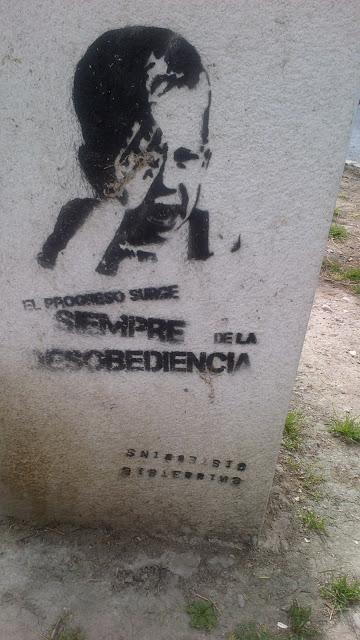 EL PROGRESO SURGE
SIEMPRE DE LA
DESOBEDIENCIA